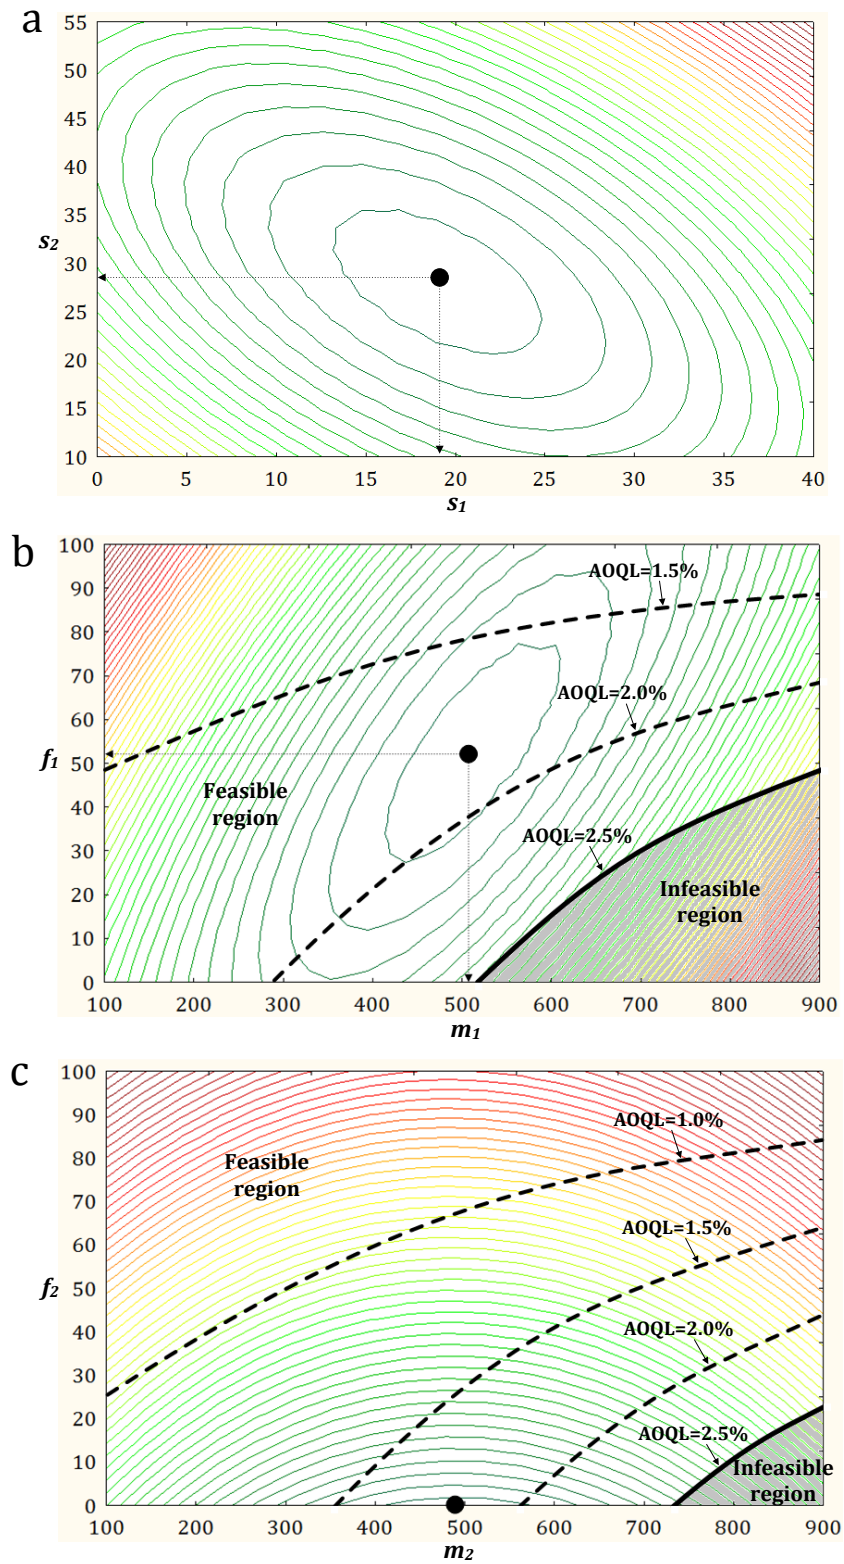 a
55
50
45
40
35
s2
30
25
20
15
10
0 5 10 15 20 25 30 35 40
s1
b
100
90
AOQL=1.5%
80
70
AOQL=2.0%
60
f1
50
Feasible
region
40
AOQL=2.5%
30
Infeasible
region
20
10
0
100 200 300 400 500 600 700 800 900
m1
c
100
90
AOQL=1.0%
80
Feasible
region
70
AOQL=1.5%
60
f2
50
40
AOQL=2.0%
30
20
AOQL=2.5%
10
Infeasible
region
0
100 200 300 400 500 600 700 800 900
m2